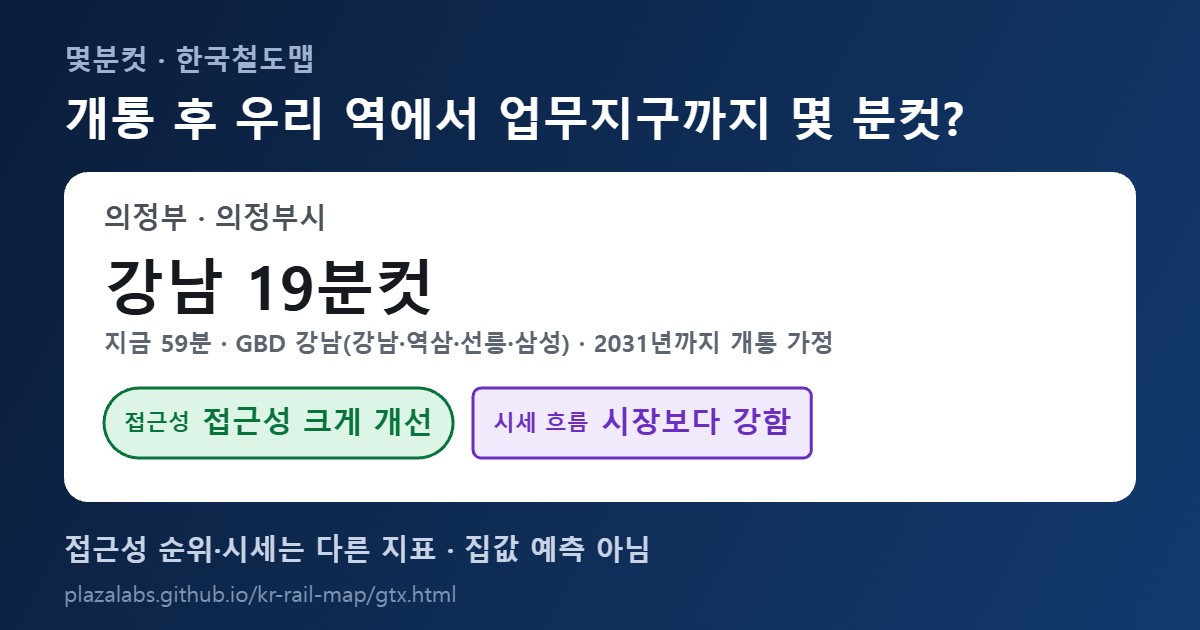 몇분컷 · 한국철도맵
개통 후 우리 역에서 업무지구까지 몇 분컷?
의정부 · 의정부시
강남 19분컷
지금 59분 · GBD 강남(강남·역삼·선릉·삼성) · 2031년까지 개통 가정
접근성 접근성 크게 개선
시세 흐름 시장보다 강함
접근성 순위·시세는 다른 지표 · 집값 예측 아님
plazalabs.github.io/kr-rail-map/gtx.html